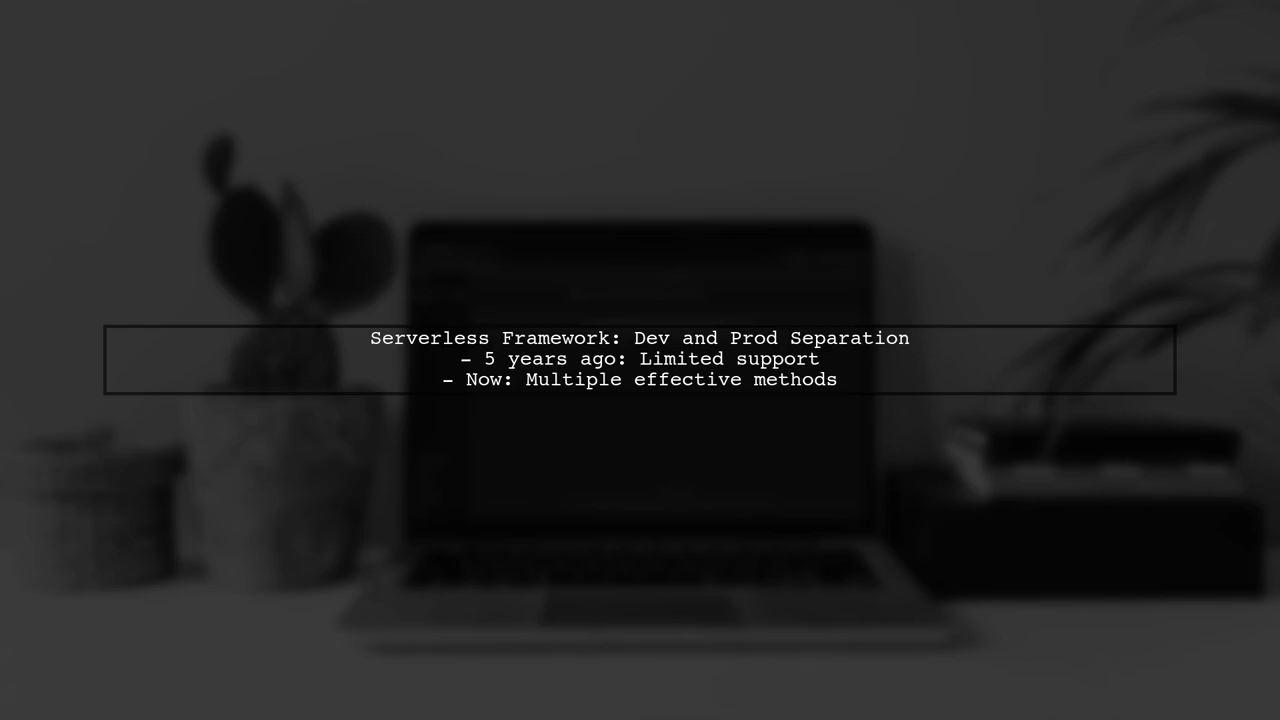 Serverless Framework: Dev and Prod Separation
– 5 years ago: Limited support
– Now: Multiple effective methods